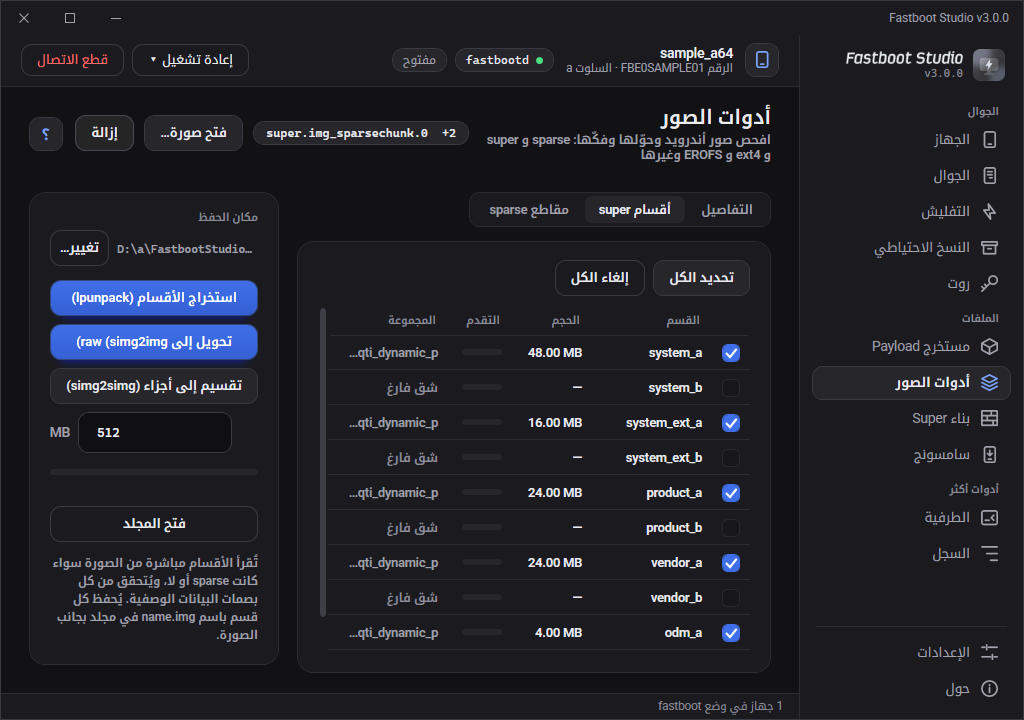 Fastboot Studio v3.0.0
Fastboot Studio
v3.0.0
الجوال
الجهاز
الجوال
التفليش
النسخ الاحتياطي
روت
الملفات
مستخرج Payload
أدوات الصور
بناء Super
سامسونج
أدوات أكثر
الطرفية
السجل
الإعدادات
حول
sample_a64
الرقم FBE0SAMPLE01 · السلوت a
fastbootd
مفتوح
إعادة تشغيل ▾
قطع الاتصال
أدوات الصور
افحص صور أندرويد وحوّلها وفكّها: sparse و super
و ext4 و EROFS وغيرها
super.img_sparsechunk.0 +2
فتح صورة...
إزالة
؟
التفاصيل
أقسام super
مقاطع sparse
تحديد الكل
إلغاء الكل
القسم الحجم التقدم المجموعة
system_a 48.00 MB qti_dynamic_p...
system_b — شق فارغ
system_ext_a 16.00 MB qti_dynamic_p...
system_ext_b — شق فارغ
product_a 24.00 MB qti_dynamic_p...
product_b — شق فارغ
vendor_a 24.00 MB qti_dynamic_p...
vendor_b — شق فارغ
odm_a 4.00 MB qti_dynamic_p...
مكان الحفظ
D:\a\FastbootStudio...
تغيير...
استخراج الأقسام (lpunpack)
تحويل إلى raw (simg2img)
تقسيم إلى أجزاء (simg2simg)
512 MB
فتح المجلد
تُقرأ الأقسام مباشرة من الصورة سواء
كانت sparse أو لا، ويُتحقق من كل
بصمات البيانات الوصفية. يُحفظ كل
قسم باسم name.img في مجلد بجانب
الصورة.
1 جهاز في وضع fastboot